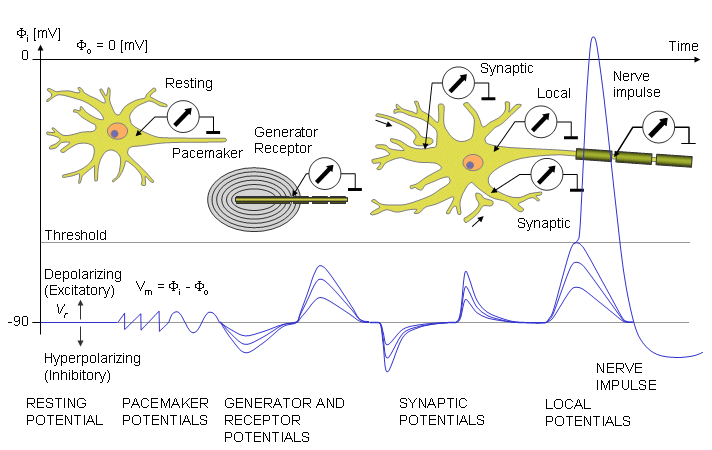 Φi [mV]
Φo = 0 [mV]
Time
0
Resting
Pacemaker
Generator
Receptor
Synaptic
Local
Nerve
impulse
Synaptic
Threshold
Depolarizing
(Excitatory)
Vr
Vm = Φi - Φo
-90
Hyperpolarizing
(Inhibitory)
NERVE
IMPULSE
RESTING
POTENTIAL
PACEMAKER
POTENTIALS
GENERATOR AND
RECEPTOR
POTENTIALS
SYNAPTIC
POTENTIALS
LOCAL
POTENTIALS